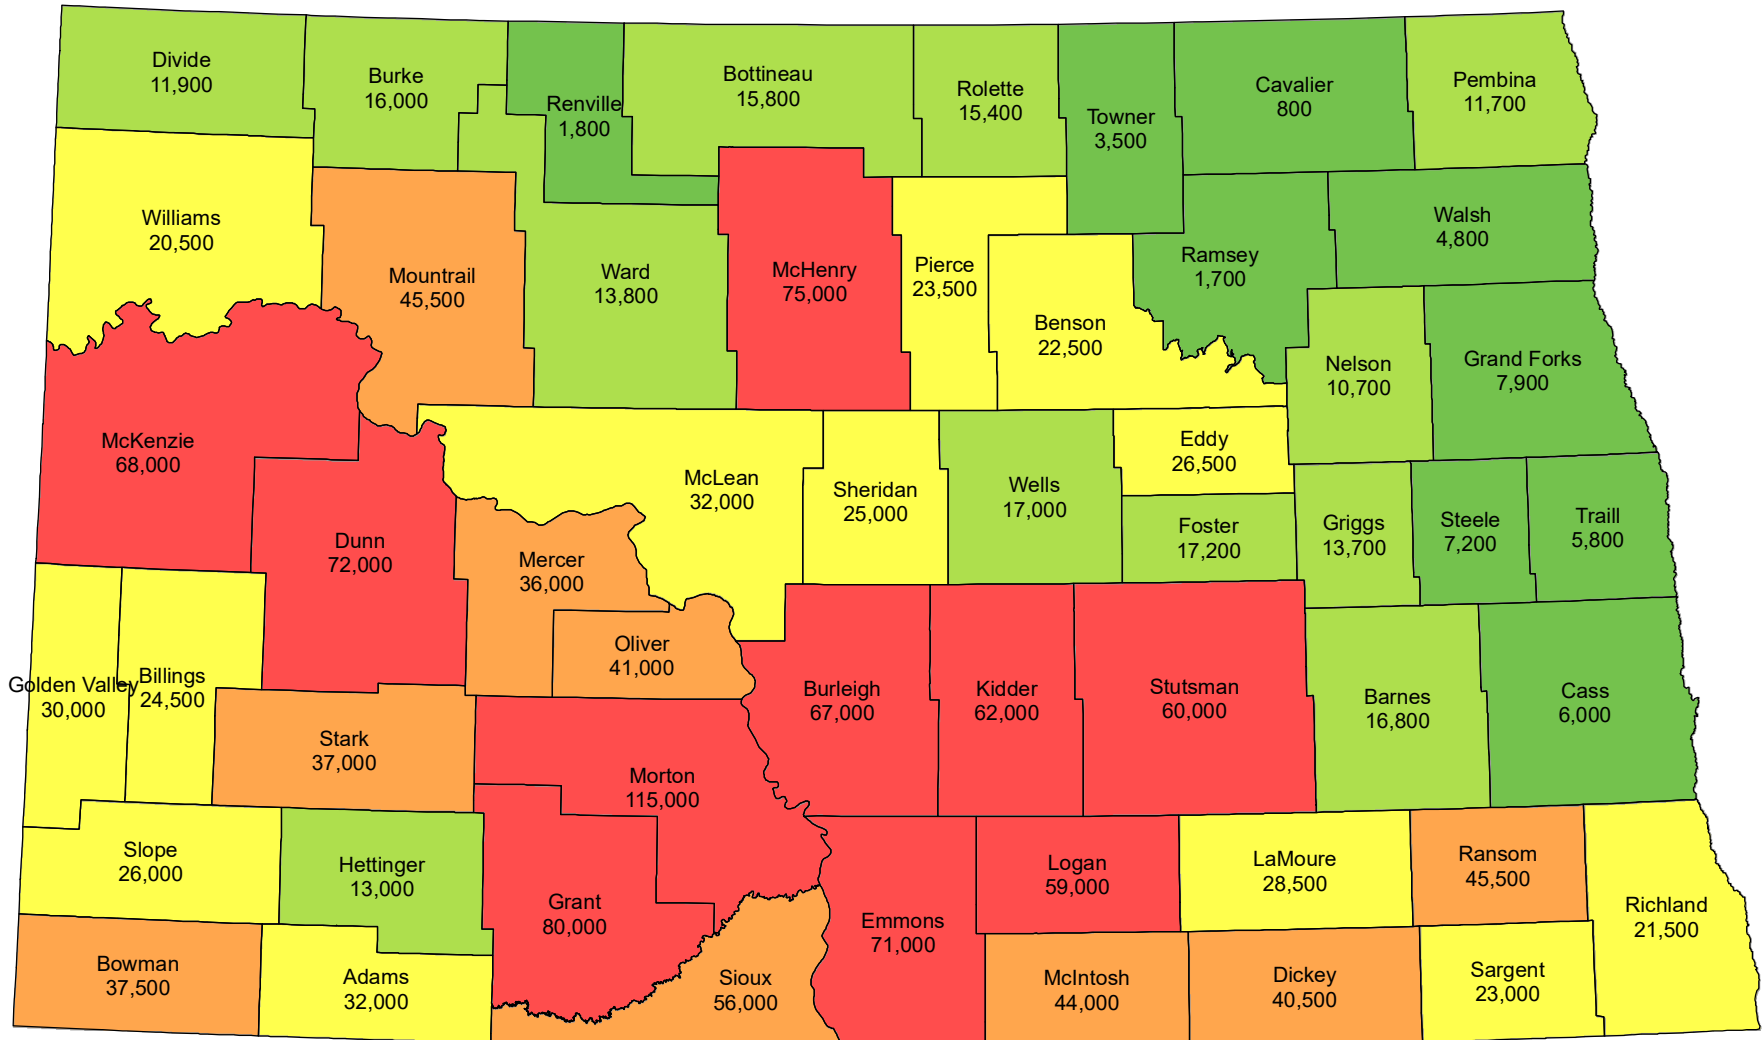 Divide
11,900
Burke
16,000
Renville
1,800
Bottineau
15,800
Rolette
15,400
Towner
3,500
Cavalier
800
Pembina
11,700
Williams
20,500
Mountrail
45,500
Ward
13,800
McHenry
75,000
Pierce
23,500
Benson
22,500
Ramsey
1,700
Walsh
4,800
Nelson
10,700
Grand Forks
7,900
McKenzie
68,000
Dunn
72,000
McLean
32,000
Sheridan
25,000
Wells
17,000
Eddy
26,500
Foster
17,200
Griggs
13,700
Steele
7,200
Traill
5,800
Mercer
36,000
Oliver
41,000
Golden Valley
30,000
Billings
24,500
Stark
37,000
Morton
115,000
Burleigh
67,000
Kidder
62,000
Stutsman
60,000
Barnes
16,800
Cass
6,000
Slope
26,000
Hettinger
13,000
Grant
80,000
Emmons
71,000
Logan
59,000
LaMoure
28,500
Ransom
45,500
Richland
21,500
Bowman
37,500
Adams
32,000
Sioux
56,000
McIntosh
44,000
Dickey
40,500
Sargent
23,000